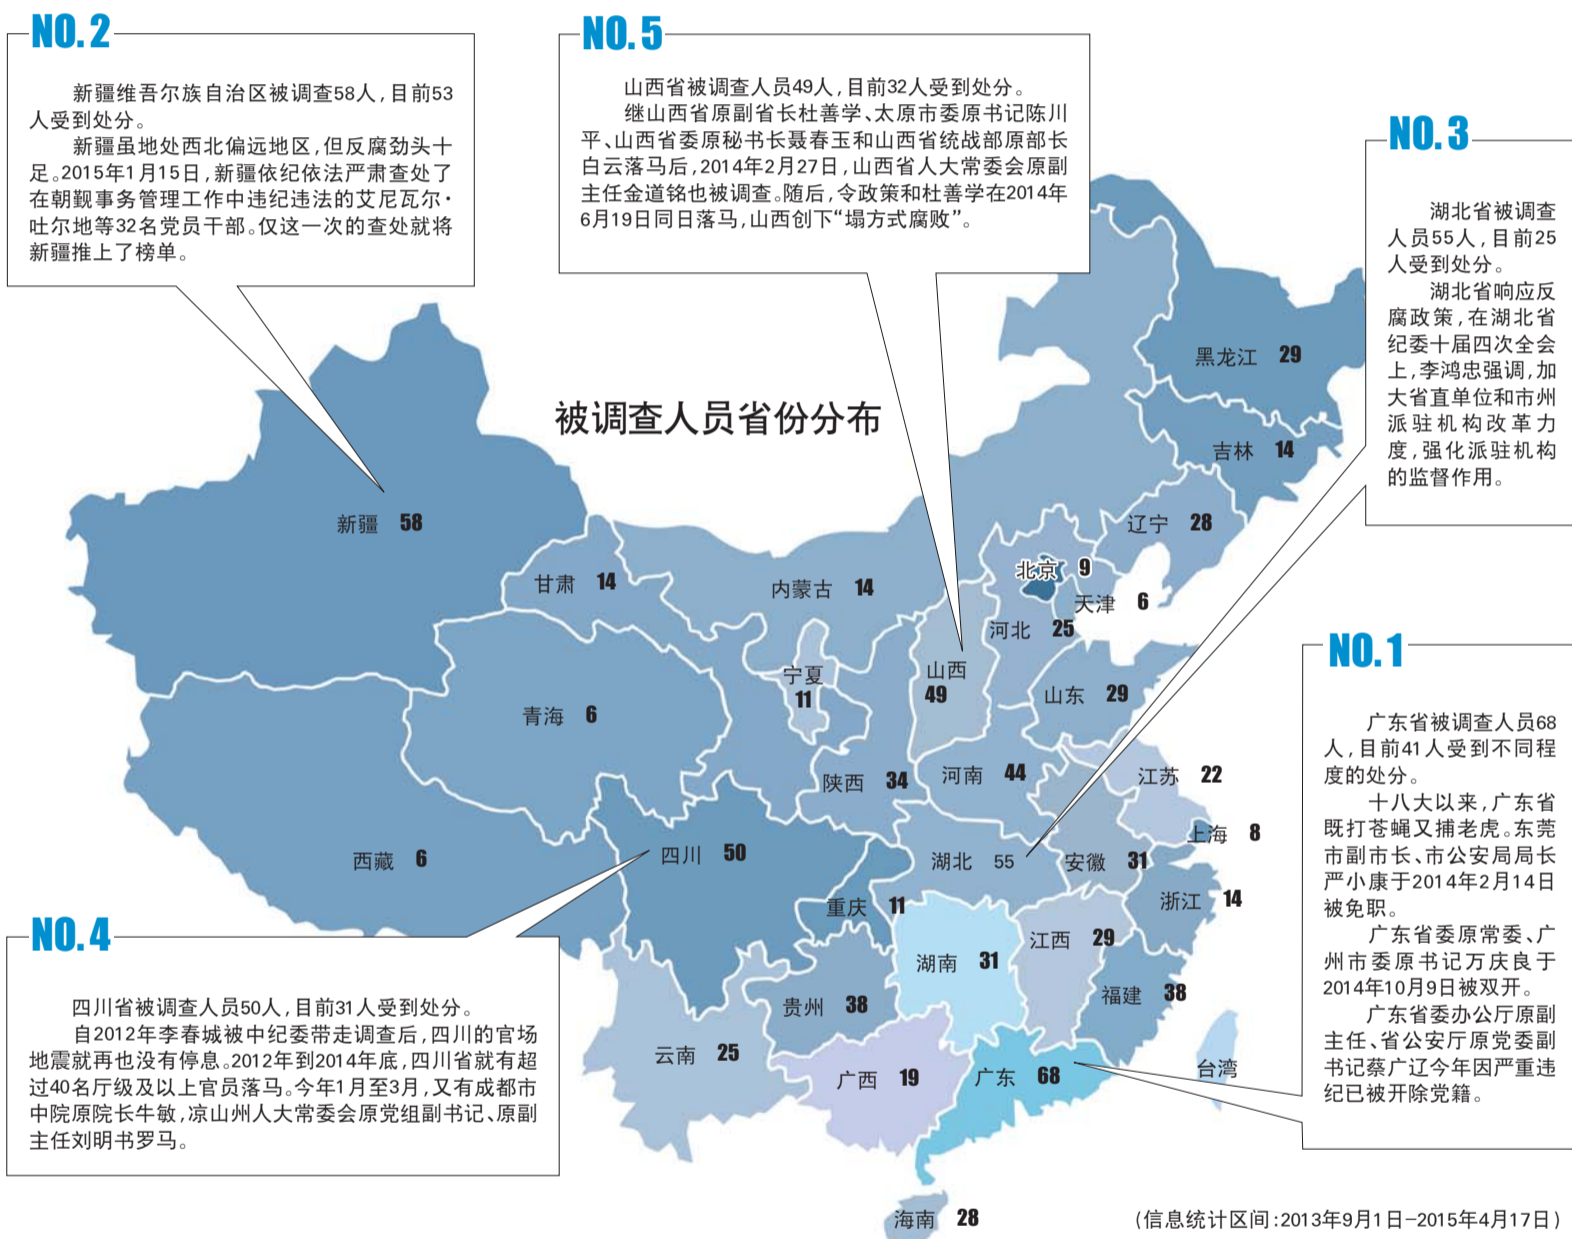 NO.2
新疆维吾尔族自治区被调查58人,目前53
人受到处分。
新疆虽地处西北偏远地区,但反腐劲头十
足。2015年1月15日,新疆依纪依法严肃查处了
在朝觐事务管理工作中违纪违法的艾尼瓦尔·
吐尔地等32名党员干部。仅这一次的查处就将
新疆推上了榜单。
NO.5
山西省被调查人员49人,目前32人受到处分。
继山西省原副省长杜善学、太原市委原书记陈川
平、山西省委原秘书长聂春玉和山西省统战部原部长
白云落马后,2014年2月27日,山西省人大常委会原副
主任金道铭也被调查。随后,令政策和杜善学在2014年
6月19日同日落马,山西创下“塌方式腐败”。
NO.3
湖北省被调查
人员55人,目前25
人受到处分。
湖北省响应反
腐政策,在湖北省
纪委十届四次全会
上,李鸿忠强调,加
大省直单位和市州
派驻机构改革力
度,强化派驻机构
的监督作用。
被调查人员省份分布
黑龙江 29
吉林 14
辽宁 28
新疆 58
甘肃 14
内蒙古 14
北京 9
天津 6
河北 25
宁夏
11
山西
49
山东 29
青海 6
陕西 34
河南 44
江苏 22
上海 8
西藏 6
四川 50
湖北 55
安徽 31
重庆 11
浙江 14
湖南 31
江西 29
贵州 38
福建 38
云南 25
广西 19
广东 68
台湾
海南 28
NO.1
广东省被调查人员68
人,目前41人受到不同程
度的处分。
十八大以来,广东省
既打苍蝇又捕老虎。东莞
市副市长、市公安局局长
严小康于2014年2月14日
被免职。
广东省委原常委、广
州市委原书记万庆良于
2014年10月9日被双开。
广东省委办公厅原副
主任、省公安厅原党委副
书记蔡广辽今年因严重违
纪已被开除党籍。
NO.4
四川省被调查人员50人,目前31人受到处分。
自2012年李春城被中纪委带走调查后,四川的官场
地震就再也没有停息。2012年到2014年底,四川省就有超
过40名厅级及以上官员落马。今年1月至3月,又有成都市
中院原院长牛敏,凉山州人大常委会原党组副书记、原副
主任刘明书罗马。
(信息统计区间:2013年9月1日-2015年4月17日)